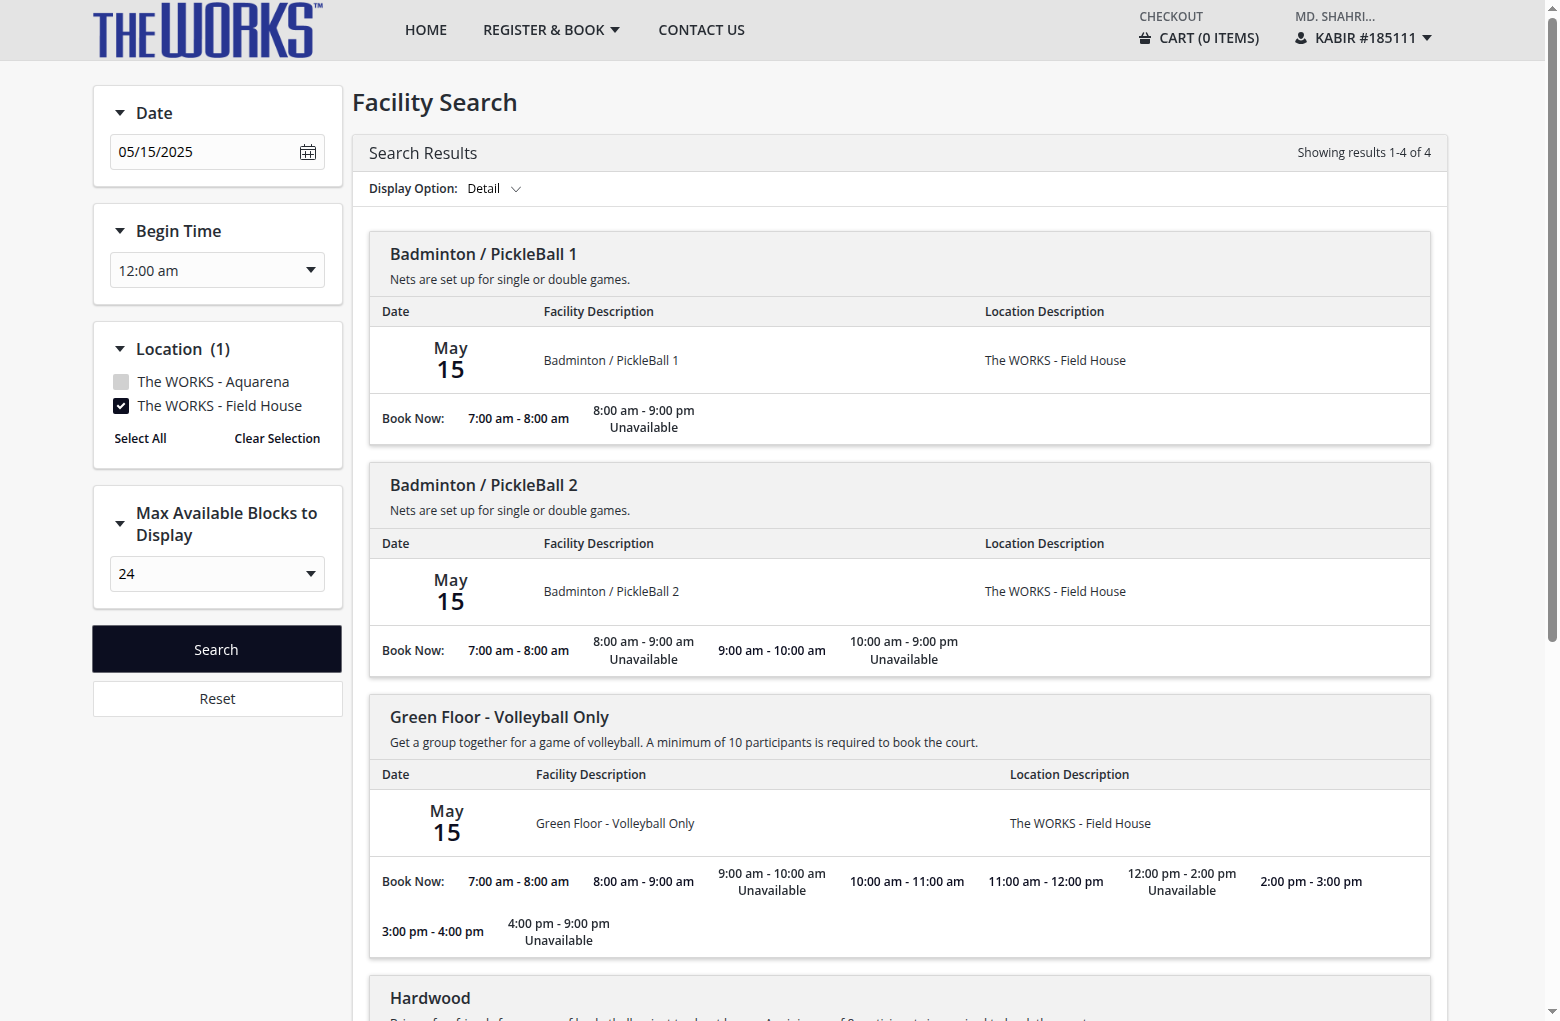 THE WORKS™
HOME
REGISTER & BOOK
CONTACT US
CHECKOUT
CART (0 ITEMS)
MD. SHAHRI...
KABIR #185111
Date
05/15/2025
Begin Time
12:00 am
Location (1)
The WORKS - Aquarena
The WORKS - Field House
Select All
Clear Selection
Max Available Blocks to
Display
24
Search
Reset
Facility Search
Search Results
Showing results 1-4 of 4
Display Option: Detail
Badminton / PickleBall 1
Nets are set up for single or double games.
Date Facility Description Location Description
May
15
Badminton / PickleBall 1
The WORKS - Field House
Book Now:
7:00 am - 8:00 am
8:00 am - 9:00 pm
Unavailable
Badminton / PickleBall 2
Nets are set up for single or double games.
Date Facility Description Location Description
May
15
Badminton / PickleBall 2
The WORKS - Field House
Book Now:
7:00 am - 8:00 am
8:00 am - 9:00 am
Unavailable
9:00 am - 10:00 am
10:00 am - 9:00 pm
Unavailable
Green Floor - Volleyball Only
Get a group together for a game of volleyball. A minimum of 10 participants is required to book the court.
Date Facility Description Location Description
May
15
Green Floor - Volleyball Only
The WORKS - Field House
Book Now:
7:00 am - 8:00 am
8:00 am - 9:00 am
9:00 am - 10:00 am
Unavailable
10:00 am - 11:00 am
11:00 am - 12:00 pm
12:00 pm - 2:00 pm
Unavailable
2:00 pm - 3:00 pm
3:00 pm - 4:00 pm
4:00 pm - 9:00 pm
Unavailable
Hardwood